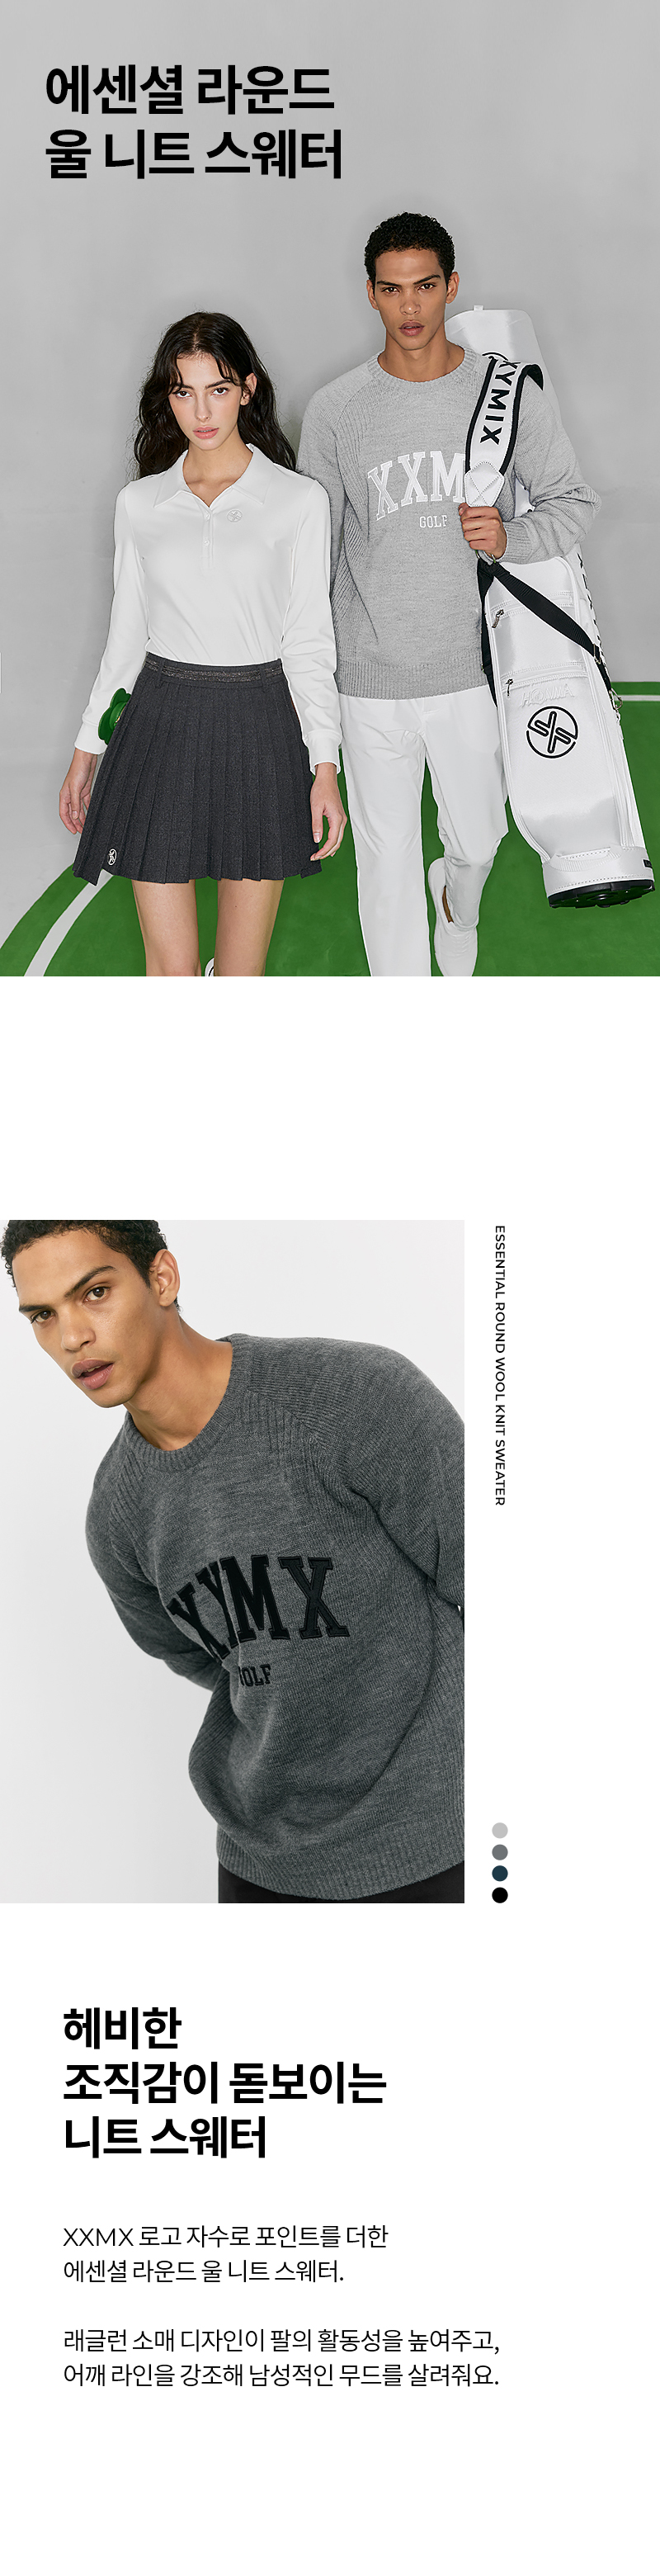 에센셜 라운드
울 니트 스웨터
XYMIX
XXM
GOLF
ESSENTIAL ROUND WOOL KNIT SWEATER
XYMX
GOLF
헤비한
조직감이 돋보이는
니트 스웨터
XXMX 로고 자수로 포인트를 더한
에센셜 라운드 울 니트 스웨터.
래글런 소매 디자인이 팔의 활동성을 높여주고,
어깨 라인을 강조해 남성적인 무드를 살려줘요.